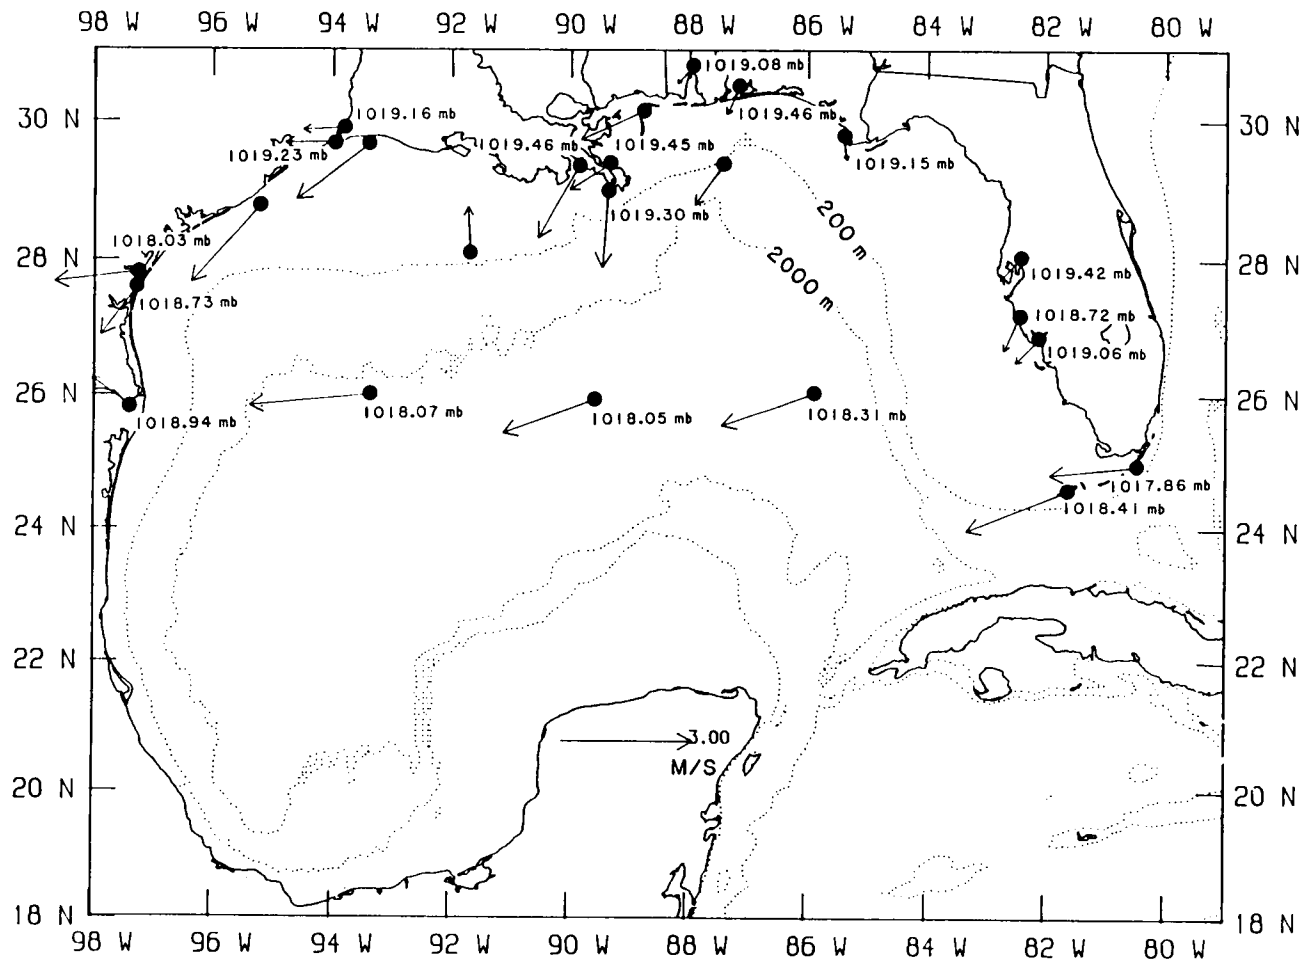 98 W 96 W 94 W 92 W 90 W 88 W 86 W 84 W 82 W 80 W
1019.08 mb
1019.16 mb
1019.46 mb
30 N 30 N
1019.46 mb 1019.45 mb
1019.23 mb
1019.15 mb
1019.30 mb
200 m
1018.03 mb
28 N 28 N
2000 m
1019.42 mb
1018.73 mb
1018.72 mb
1019.06 mb
26 N 26 N
1018.94 mb
1018.07 mb
1018.05 mb
1018.31 mb
1017.86 mb
1018.41 mb
24 N 24 N
22 N 22 N
3.00
M/S
20 N 20 N
18 N 18 N
98 W 96 W 94 W 92 W 90 W 88 W 86 W 84 W 82 W 80 W